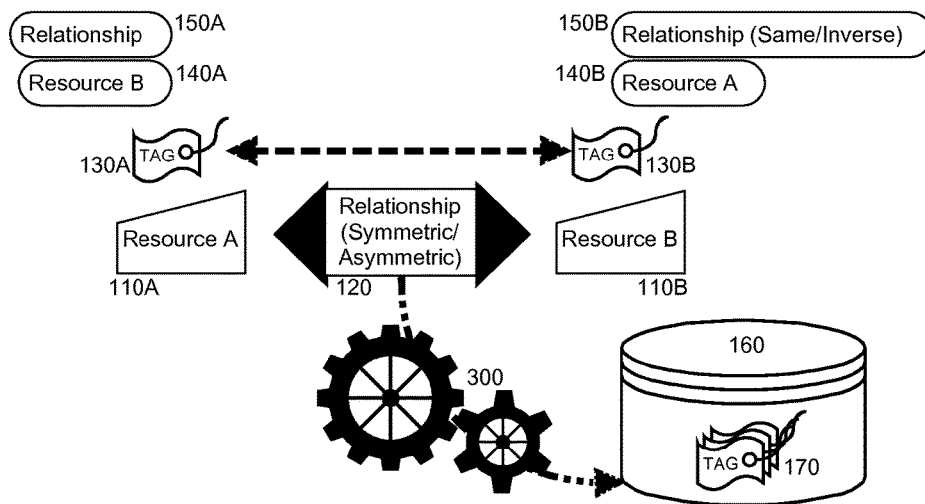 150A
150B
Relationship
Relationship (Same/Inverse)
140A
140B
Resource B
Resource A
TAG
TAG
130A
130B
Relationship
(Symmetric/
Asymmetric)
Resource A
Resource B
110A
120
110B
160
300
TAG
170